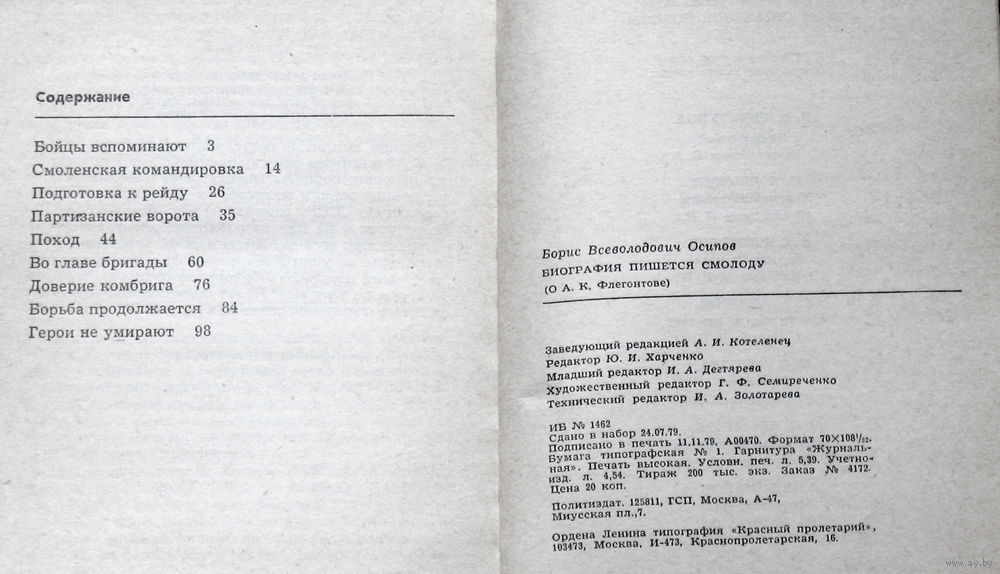 Содержание
Бойцы вспоминают 3
Смоленская командировка 14
Подготовка к рейду 26
Партизанские ворота 35
Поход 44
Во главе бригады 60
Доверие комбрига 76
Борьба продолжается 84
Герои не умирают 98
Борис Всеволодович Осипов
БИОГРАФИЯ ПИШЕТСЯ СМОЛОДУ
(О А. К. Флегонтове)
Заведующий редакцией А. И. Котеленец
Редактор Ю. И. Харченко
Младший редактор И. А. Дегтярева
Художественный редактор Г. Ф. Семиреченко
Технический редактор И. А. Золотарева
ИБ № 1462
Сдано в набор 24.07.79.
Подписано в печать 11.11.79. А00470. Формат 70×108¹/₃₂.
Бумага типографская № 1. Гарнитура «Журналь-
ная». Печать высокая. Услови. печ. л. 5,39. Учетно-
изд. л. 4,54. Тираж 200 тыс. экз. Заказ № 4172.
Цена 20 коп.
Политиздат. 125811, ГСП, Москва, А-47,
Миусская пл.,7.
Ордена Ленина типография «Красный пролетарий»,
103473, Москва, И-473, Краснопролетарская, 16.
www.ay.by